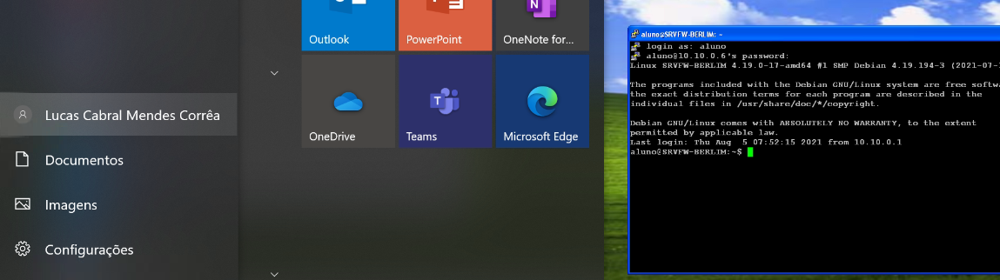 Lucas Cabral Mendes Corrêa
Documentos
Imagens
Configurações
Outlook
PowerPoint
OneNote for...
OneDrive
Teams
Microsoft Edge
aluno@SRVFW-BERLIM: ~
login as: aluno
aluno@10.10.0.6's password:
Linux SRVFW-BERLIM 4.19.0-17-amd64 #1 SMP Debian 4.19.194-3 (2021-07-
The programs included with the Debian GNU/Linux system are free softw
the exact distribution terms for each program are described in the
individual files in /usr/share/doc/*/copyright.
Debian GNU/Linux comes with ABSOLUTELY NO WARRANTY, to the extent
permitted by applicable law.
Last login: Thu Aug  5 07:52:15 2021 from 10.10.0.1
aluno@SRVFW-BERLIM:~$